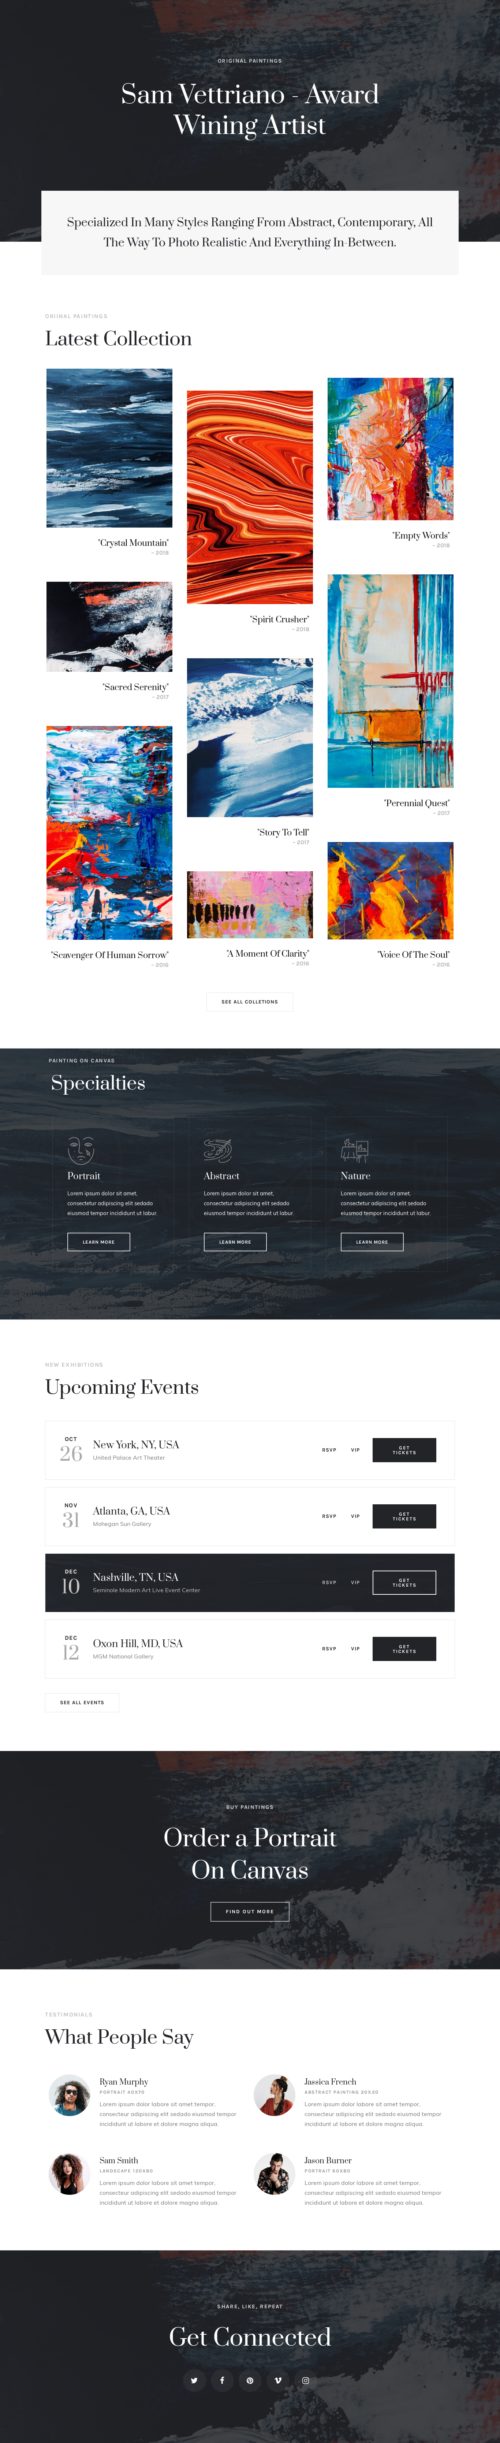 ORIGINAL PAINTINGS
Sam Vettriano - Award
Wining Artist
Specialized In Many Styles Ranging From Abstract, Contemporary, All
The Way To Photo Realistic And Everything In-Between.
ORIINAL PAINTINGS
Latest Collection
"Crystal Mountain"
- 2018
"Spirit Crusher"
- 2018
"Empty Words"
- 2018
"Sacred Serenity"
- 2017
"Story To Tell"
- 2017
"Perennial Quest"
- 2017
"Scavenger Of Human Sorrow"
- 2016
"A Moment Of Clarity"
- 2016
"Voice Of The Soul"
- 2016
SEE ALL COLLETIONS
PAINTING ON CANVAS
Specialties
Portrait
Lorem ipsum dolor sit amet,
consectetur adipiscing elit sedado
eiusmod tempor incididunt ut labor.
LEARN MORE
Abstract
Lorem ipsum dolor sit amet,
consectetur adipiscing elit sedado
eiusmod tempor incididunt ut labur.
LEARN MORE
Nature
Lorem ipsum dolor sit amet,
consectetur adipiscing elit sedado
eiusmod tempor incididunt ut labur.
LEARN MORE
NEW EXHIBITIONS
Upcoming Events
OCT
26
New York, NY, USA
United Palace Art Theater
RSVP VIP
GET
TICKETS
NOV
31
Atlanta, GA, USA
Mohegan Sun Gallery
RSVP VIP
GET
TICKETS
DEC
10
Nashville, TN, USA
Seminole Modern Art Live Event Center
RSVP VIP
GET
TICKETS
DEC
12
Oxon Hill, MD, USA
MGM National Gallery
RSVP VIP
GET
TICKETS
SEE ALL EVENTS
BUY PAINTINGS
Order a Portrait
On Canvas
FIND OUT MORE
TESTIMONIALS
What People Say
Ryan Murphy
PORTRAIT 40X70
Lorem ipsum dolor labore sit amet tempor,
consectetur adipiscing elit sedado eiusmod tempor
incididunt ut labore et dolore magna aliqua.
Jassica French
ABSTRACT PAINTING 20X20
Lorem ipsum dolor labore sit amet tempor,
consectetur adipiscing elit sedado eiusmod tempor
incididunt ut labore et dolore magna aliqua.
Sam Smith
LANDSCAPE 120X80
Lorem ipsum dolor labore sit amet tempor,
consectetur adipiscing elit sedado eiusmod tempor
incididunt ut labore et dolore magna aliqua.
Jason Burner
PORTRAIT 60X80
Lorem ipsum dolor labore sit amet tempor,
consectetur adipiscing elit sedado eiusmod tempor
incididunt ut labore et dolore magna aliqua.
SHARE, LIKE, REPEAT
Get Connected